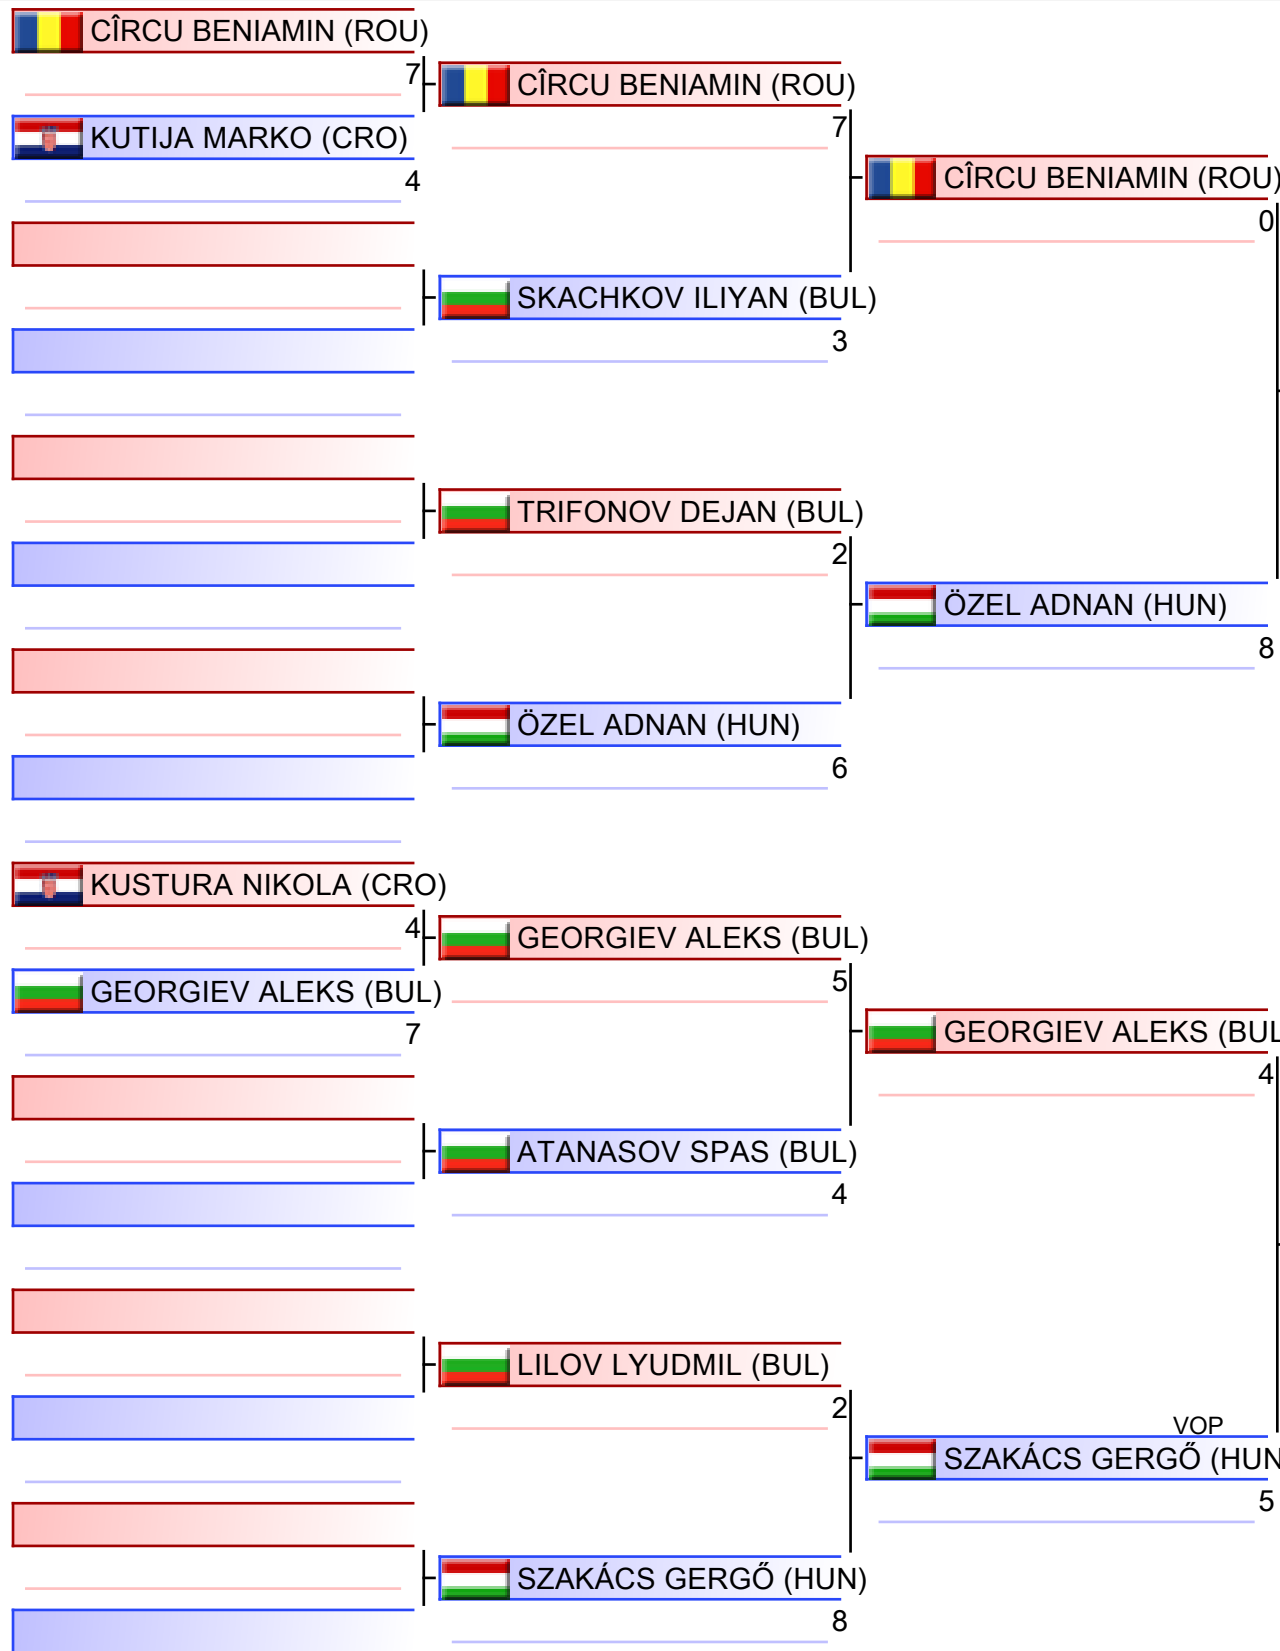 CÎRCU BENIAMIN (ROU)
7
KUTIJA MARKO (CRO)
4
CÎRCU BENIAMIN (ROU)
7
SKACHKOV ILIYAN (BUL)
3
CÎRCU BENIAMIN (ROU)
0
TRIFONOV DEJAN (BUL)
2
ÖZEL ADNAN (HUN)
6
ÖZEL ADNAN (HUN)
8
KUSTURA NIKOLA (CRO)
4
GEORGIEV ALEKS (BUL)
7
GEORGIEV ALEKS (BUL)
5
ATANASOV SPAS (BUL)
4
GEORGIEV ALEKS (BUL
4
LILOV LYUDMIL (BUL)
2
SZAKÁCS GERGŐ (HUN)
8
VOP
SZAKÁCS GERGŐ (HUN
5